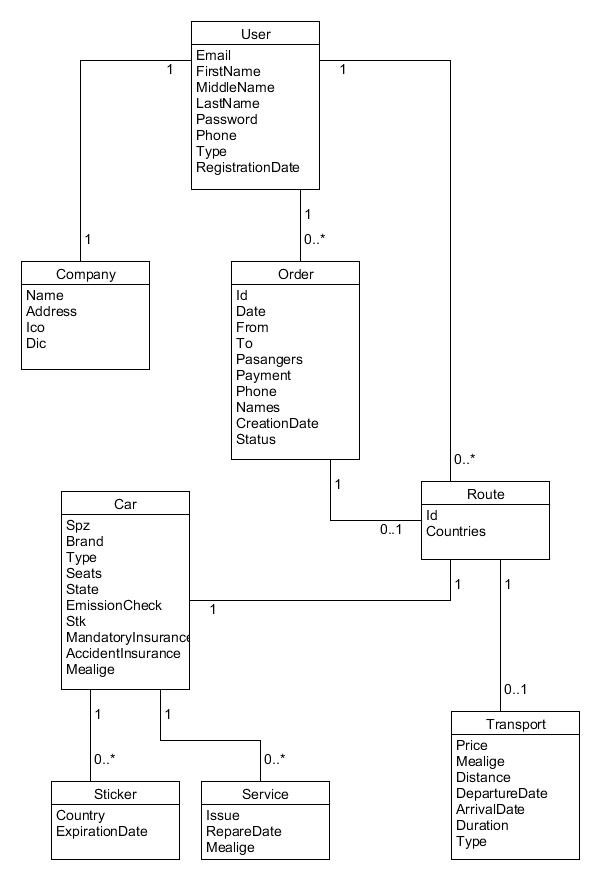 User
Email
FirstName
MiddleName
LastName
Password
Phone
Type
RegistrationDate
1
1
1
0..*
1
Company
Name
Address
Ico
Dic
Order
Id
Date
From
To
Pasangers
Payment
Phone
Names
CreationDate
Status
0..*
1
0..1
Route
Id
Countries
Car
Spz
Brand
Type
Seats
State
EmissionCheck
Stk
MandatoryInsurance
AccidentInsurance
Mealige
1
1
1
0..1
1
1
0..*
0..*
Transport
Price
Mealige
Distance
DepartureDate
ArrivalDate
Duration
Type
Sticker
Country
ExpirationDate
Service
Issue
RepareDate
Mealige